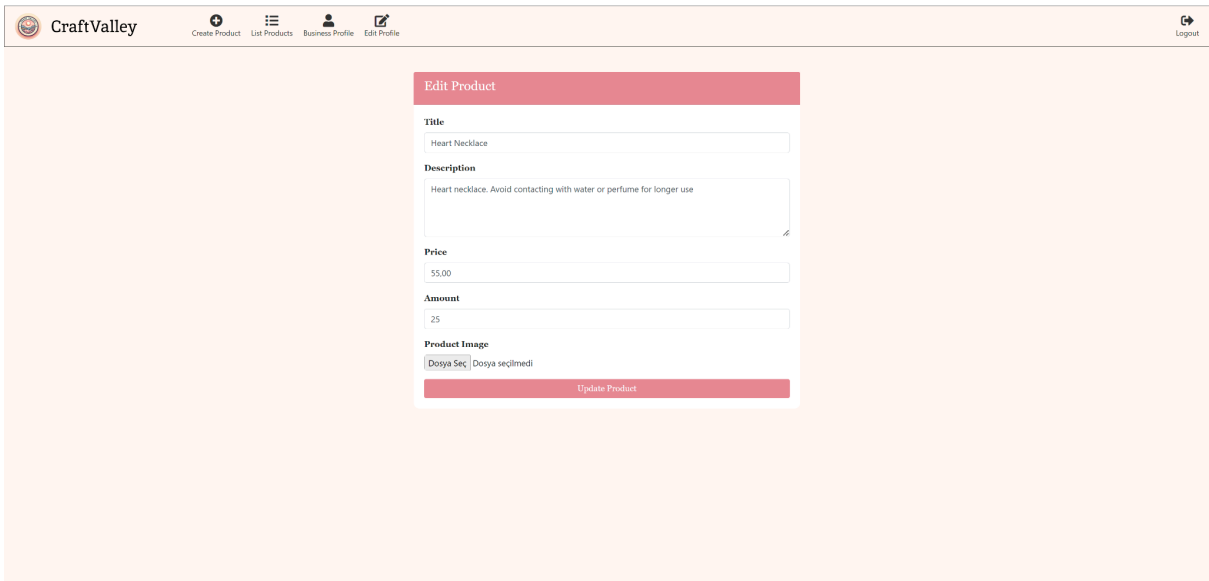 CraftValley
Create Product List Products Business Profile Edit Profile
Logout
Edit Product
Title
Heart Necklace
Description
Heart necklace. Avoid contacting with water or perfume for longer use
Price
55,00
Amount
25
Product Image
Dosya Seç Dosya seçilmedi
Update Product